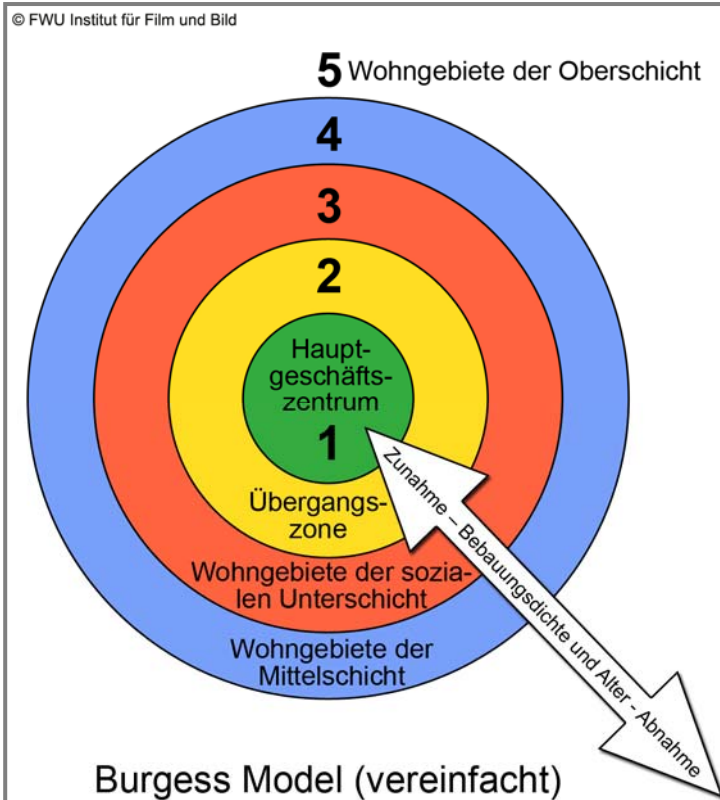 © FWU Institut für Film und Bild
5 Wohngebiete der Oberschicht
4
3
2
Haupt-
geschäfts-
zentrum
1
Übergangs-
zone
Wohngebiete der sozia-
len Unterschicht
Wohngebiete der
Mittelschicht
Zunahme – Bebauungsdichte und Alter - Abnahme
Burgess Model (vereinfacht)